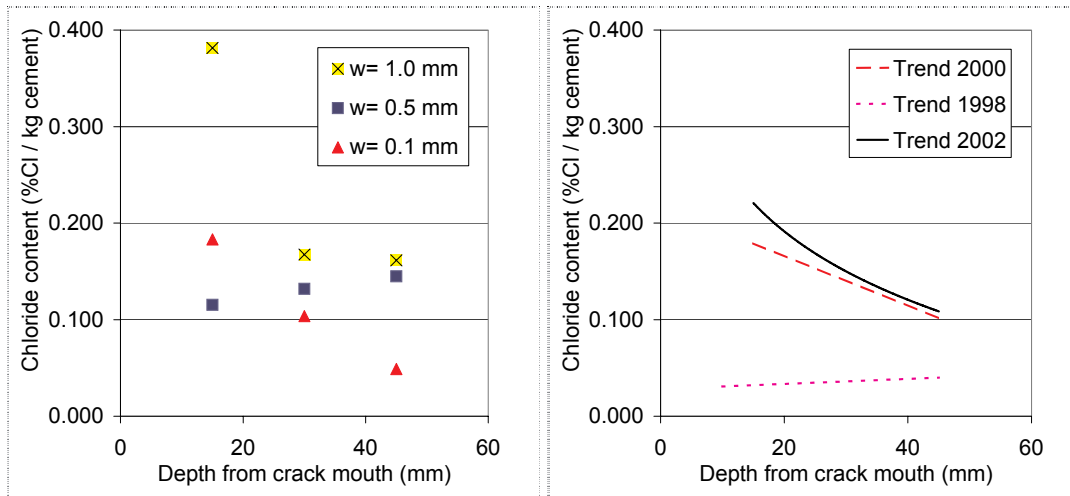 Chloride content (%Cl / kg cement)
0.400
0.300
0.200
0.100
0.000
0
20
40
60
Depth from crack mouth (mm)
w= 1.0 mm
w= 0.5 mm
w= 0.1 mm
Chloride content (%Cl / kg cement)
0.400
0.300
0.200
0.100
0.000
0
20
40
60
Depth from crack mouth (mm)
Trend 2000
Trend 1998
Trend 2002